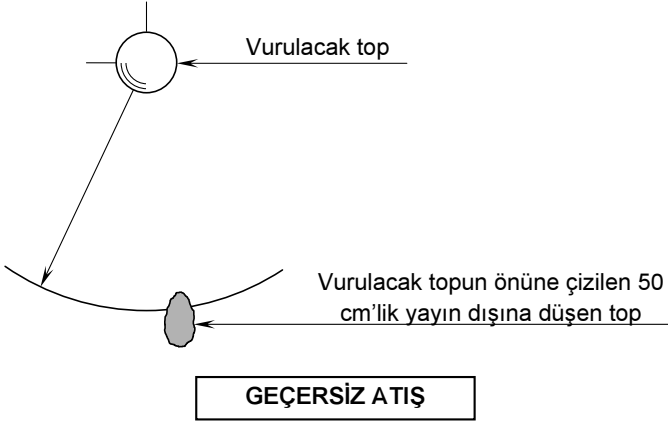 Vurulacak top
Vurulacak topun önüne çizilen 50
cm'lik yayın dışına düşen top
GEÇERSİZ ATIŞ